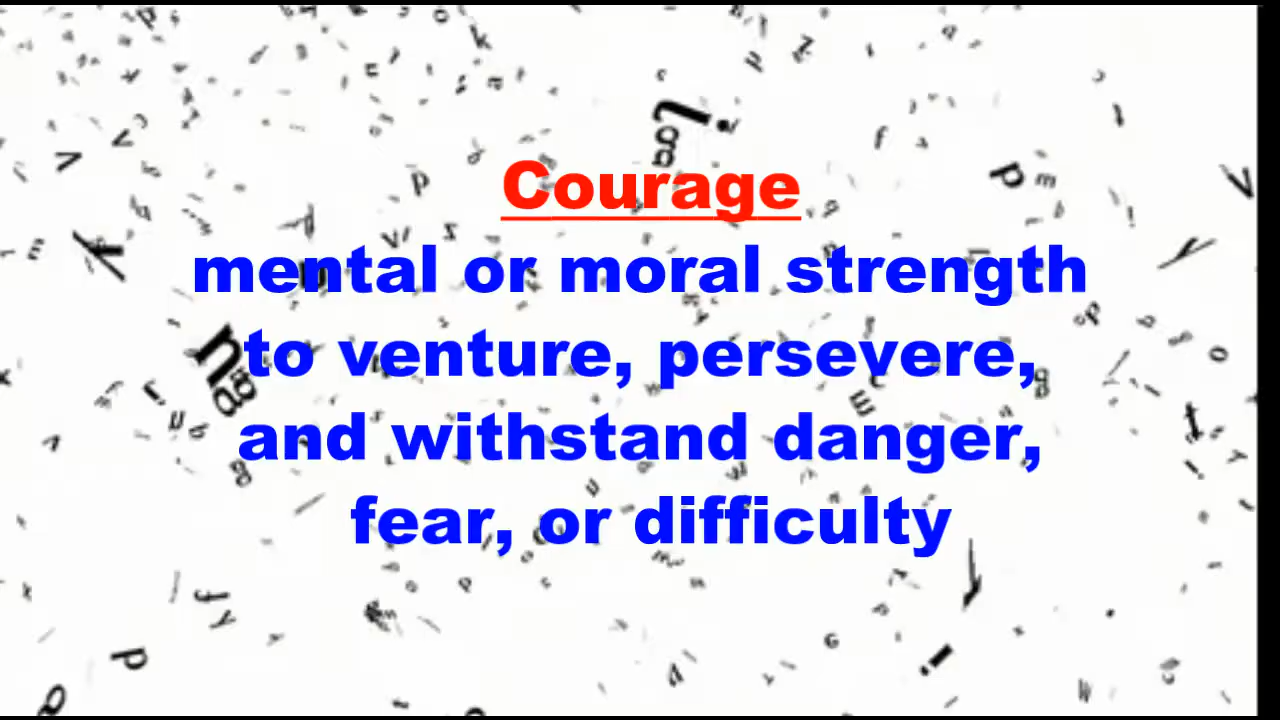 Courage
mental or moral strength
to venture, persevere,
and withstand danger,
fear, or difficulty